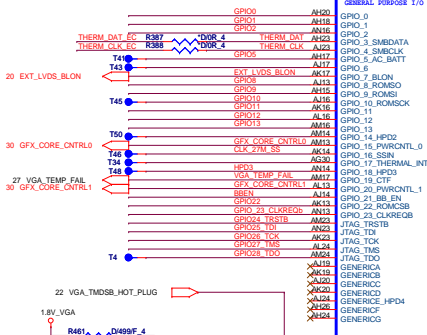 GENERAL PURPOSE I/O
GPIO0 AH20 GPIO_0
GPIO1 AH18 GPIO_1
GPIO2 AN16 GPIO_2
THERM_DAT_EC R387 *D/0R_4 THERM_DAT AH23 GPIO_3_SMBDATA
THERM_CLK_EC R388 *D/0R_4 THERM_CLK AJ23 GPIO_4_SMBCLK
T41 GPIO5 AH17 GPIO_5_AC_BATT
T43 AJ17 GPIO_6
20 EXT_LVDS_BLON EXT_LVDS_BLON AK17 GPIO_7_BLON
GPIO8 AJ13 GPIO_8_ROMSO
GPIO9 AH15 GPIO_9_ROMSI
T45 GPIO10 AJ16 GPIO_10_ROMSCK
GPIO11 AK16 GPIO_11
GPIO12 AL16 GPIO_12
GPIO13 AM16 GPIO_13
T50 AM14 GPIO_14_HPD2
30 GFX_CORE_CNTRL0 GFX_CORE_CNTRL0 AM13 GPIO_15_PWRCNTL_0
T46 CLK_27M_SS AK14 GPIO_16_SSIN
T34 AG30 GPIO_17_THERMAL_INT
T48 HPD3 AN14 GPIO_18_HPD3
27 VGA_TEMP_FAIL VGA_TEMP_FAIL AM17 GPIO_19_CTF
30 GFX_CORE_CNTRL1 GFX_CORE_CNTRL1 AL13 GPIO_20_PWRCNTL_1
BBEN AJ14 GPIO_21_BB_EN
GPIO22 AK13 GPIO_22_ROMCSB
GPIO_23_CLKREQb AN13 GPIO_23_CLKREQB
GPIO24_TRSTB AM23 JTAG_TRSTB
GPIO25_TDI AN23 JTAG_TDI
GPIO26_TCK AK23 JTAG_TCK
GPIO27_TMS AL24 JTAG_TMS
T4 GPIO28_TDO AM24 JTAG_TDO
AJ19 GENERICA
AK19 GENERICB
AJ20 GENERICC
AK20 GENERICD
AJ24 GENERICE_HPD4
AH26 GENERICF
AH24 GENERICG
22 VGA_TMDSB_HOT_PLUG
1.8V_VGA
R461 D/499/F_4